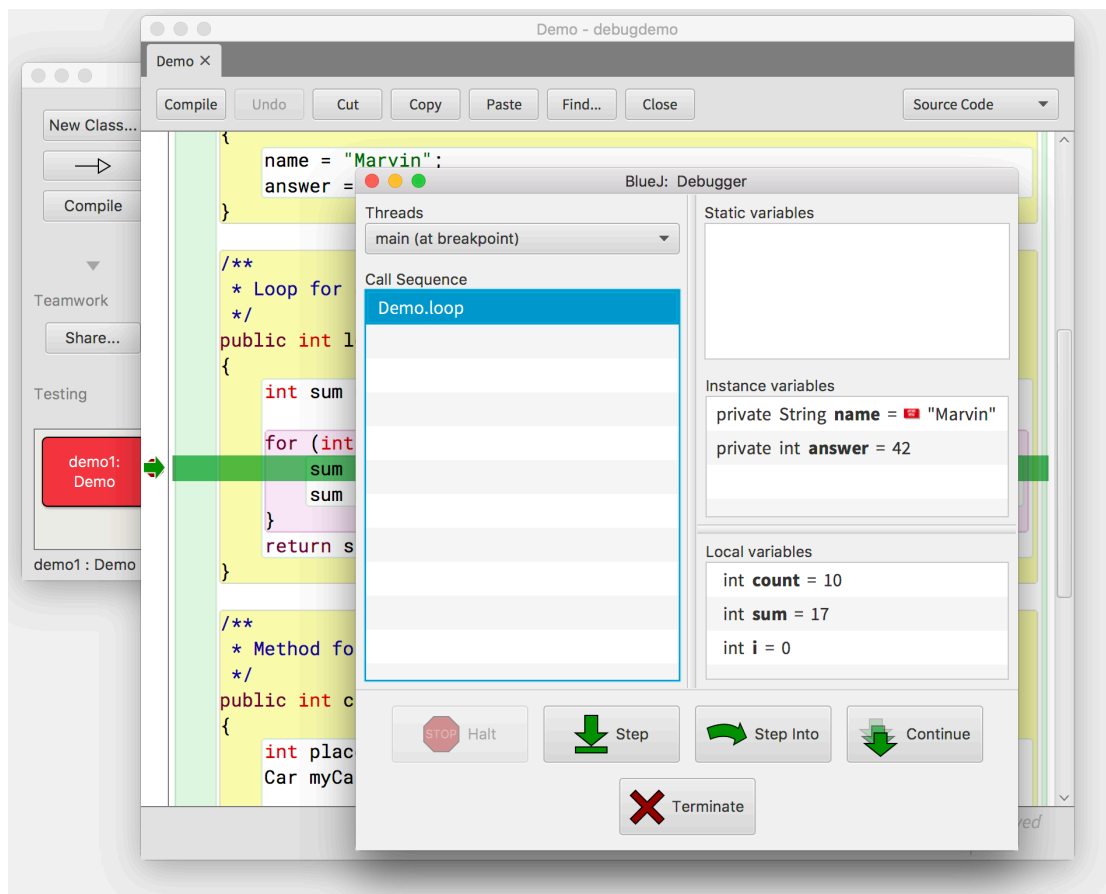 Demo - debugdemo
Demo ✕
Compile Undo Cut Copy Paste Find... Close Source Code
New Class...
Compile
Teamwork
Share...
Testing
demo1:
Demo
demo1 : Demo
{
name = "Marvin";
answer =
}
/**
* Loop for
*/
public int l
{
int sum
for (int
sum
sum
}
return s
}
/**
* Method fo
*/
public int c
{
int plac
Car myCa
BlueJ: Debugger
Threads
main (at breakpoint)
Call Sequence
Demo.loop
Static variables
Instance variables
private String name = "Marvin"
private int answer = 42
Local variables
int count = 10
int sum = 17
int i = 0
STOP Halt
Step
Step Into
Continue
Terminate